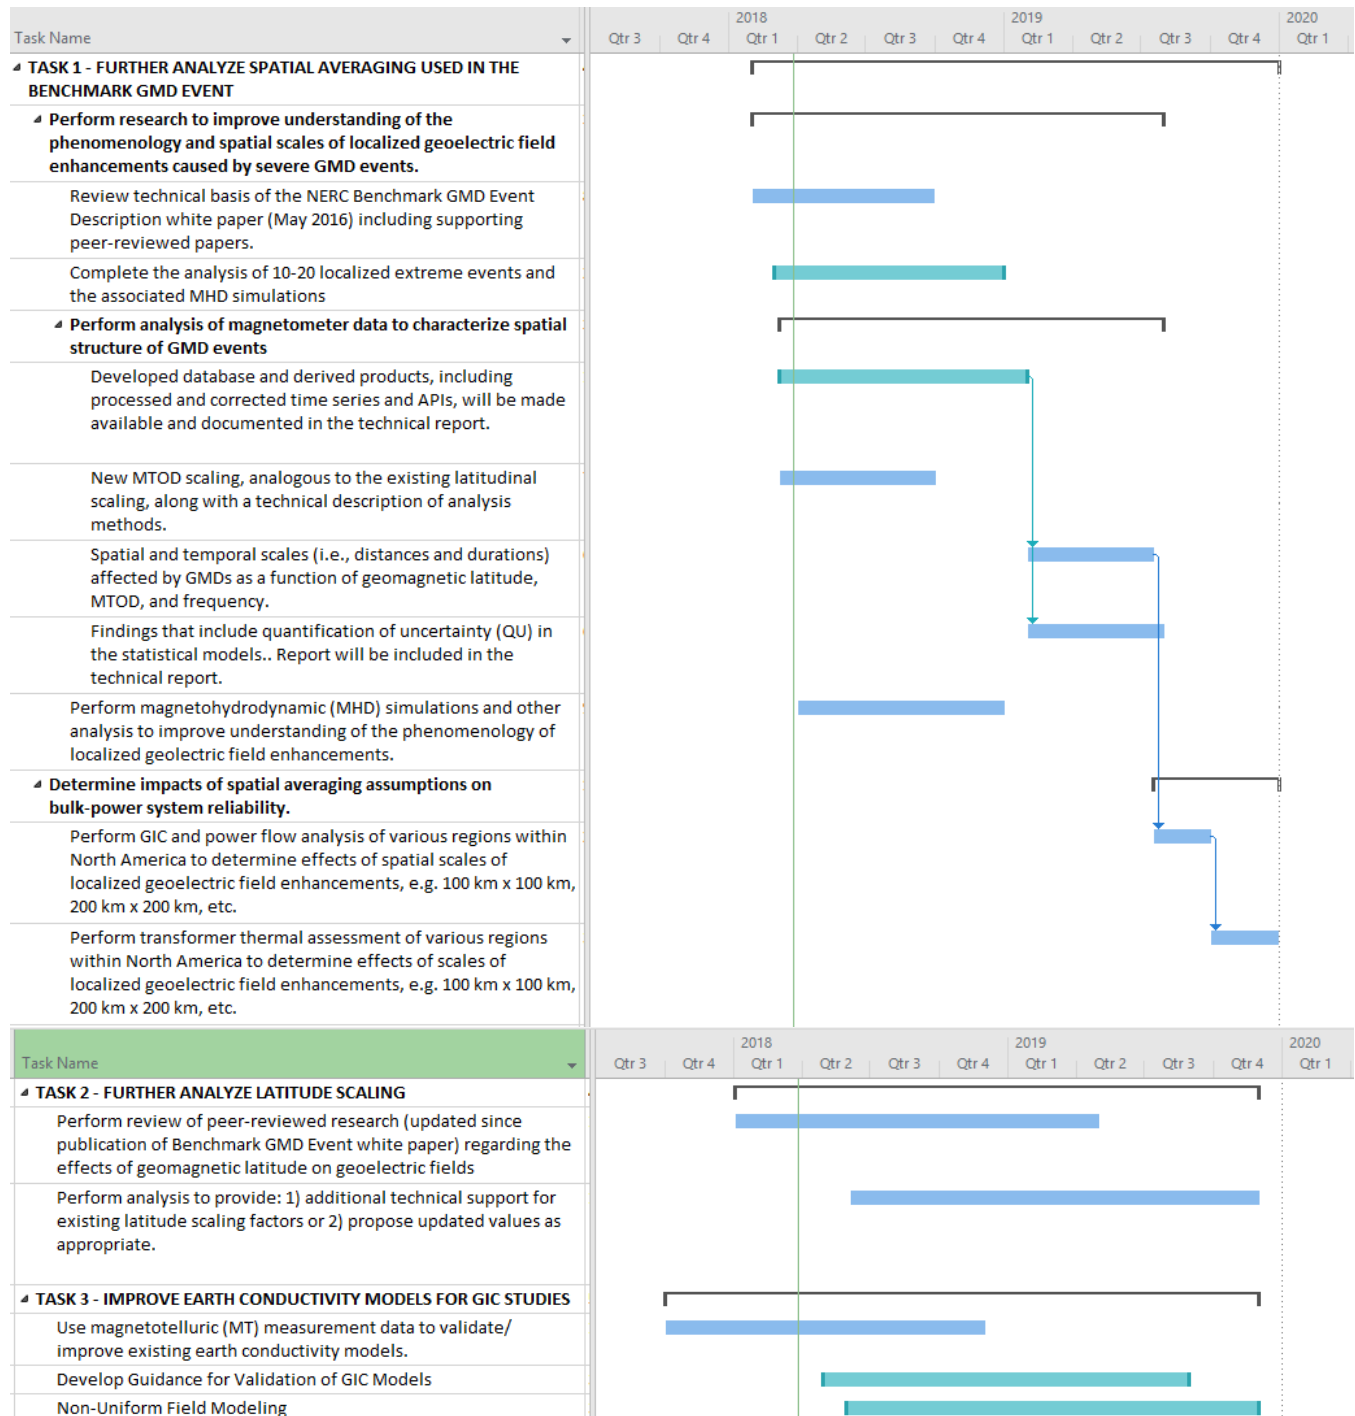 2018 2019 2020
Task Name Qtr 3 Qtr 4 Qtr 1 Qtr 2 Qtr 3 Qtr 4 Qtr 1 Qtr 2 Qtr 3 Qtr 4 Qtr 1
TASK 1 - FURTHER ANALYZE SPATIAL AVERAGING USED IN THE
BENCHMARK GMD EVENT
Perform research to improve understanding of the
phenomenology and spatial scales of localized geoelectric field
enhancements caused by severe GMD events.
Review technical basis of the NERC Benchmark GMD Event
Description white paper (May 2016) including supporting
peer-reviewed papers.
Complete the analysis of 10-20 localized extreme events and
the associated MHD simulations
Perform analysis of magnetometer data to characterize spatial
structure of GMD events
Developed database and derived products, including
processed and corrected time series and APIs, will be made
available and documented in the technical report.
New MTOD scaling, analogous to the existing latitudinal
scaling, along with a technical description of analysis
methods.
Spatial and temporal scales (i.e., distances and durations)
affected by GMDs as a function of geomagnetic latitude,
MTOD, and frequency.
Findings that include quantification of uncertainty (QU) in
the statistical models.. Report will be included in the
technical report.
Perform magnetohydrodynamic (MHD) simulations and other
analysis to improve understanding of the phenomenology of
localized geolectric field enhancements.
Determine impacts of spatial averaging assumptions on
bulk-power system reliability.
Perform GIC and power flow analysis of various regions within
North America to determine effects of spatial scales of
localized geoelectric field enhancements, e.g. 100 km x 100 km,
200 km x 200 km, etc.
Perform transformer thermal assessment of various regions
within North America to determine effects of scales of
localized geoelectric field enhancements, e.g. 100 km x 100 km,
200 km x 200 km, etc.
2018 2019 2020
Task Name Qtr 3 Qtr 4 Qtr 1 Qtr 2 Qtr 3 Qtr 4 Qtr 1 Qtr 2 Qtr 3 Qtr 4 Qtr 1
TASK 2 - FURTHER ANALYZE LATITUDE SCALING
Perform review of peer-reviewed research (updated since
publication of Benchmark GMD Event white paper) regarding the
effects of geomagnetic latitude on geoelectric fields
Perform analysis to provide: 1) additional technical support for
existing latitude scaling factors or 2) propose updated values as
appropriate.
TASK 3 - IMPROVE EARTH CONDUCTIVITY MODELS FOR GIC STUDIES
Use magnetotelluric (MT) measurement data to validate/
improve existing earth conductivity models.
Develop Guidance for Validation of GIC Models
Non-Uniform Field Modeling